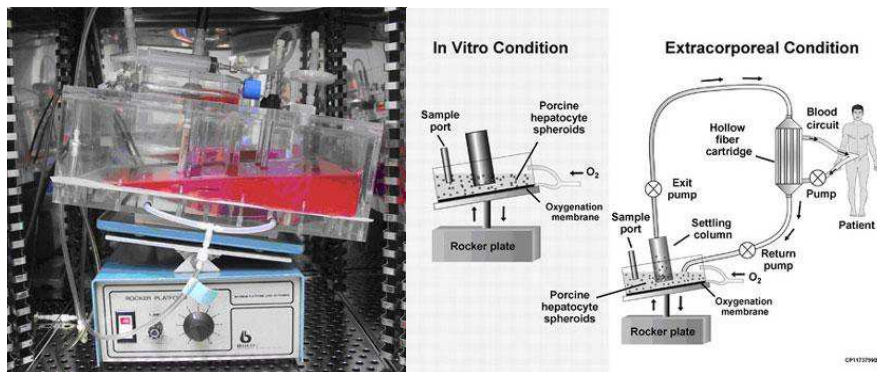 ROCKER PLATFORM
In Vitro Condition
Sample
port
Porcine
hepatocyte
spheroids
O₂
Oxygenation
membrane
Rocker plate
Extracorporeal Condition
Hollow
fiber
cartridge
Blood
circuit
Exit
pump
Pump
Patient
Sample
port
Settling
column
Return
pump
O₂
Porcine
hepatocyte
spheroids
Oxygenation
membrane
Rocker plate